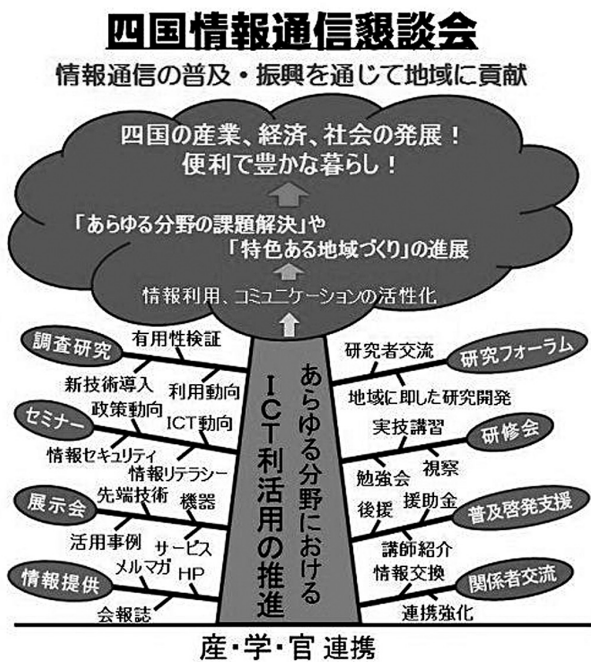 四国情報通信懇談会
情報通信の普及・振興を通じて地域に貢献
四国の産業、経済、社会の発展！
便利で豊かな暮らし！
「あらゆる分野の課題解決」や
「特色ある地域づくり」の進展
情報利用、コミュニケーションの活性化
あらゆる分野における
ICT利活用の推進
調査研究
有用性検証
新技術導入
利用動向
セミナー
政策動向
ICT動向
情報セキュリティ
情報リテラシー
展示会
先端技術
機器
活用事例
サービス
情報提供
メルマガ
HP
会報誌
研究者交流
研究フォーラム
地域に即した研究開発
実技講習
研修会
勉強会
視察
後援
援助金
普及啓発支援
講師紹介
情報交換
関係者交流
連携強化
産・学・官 連携